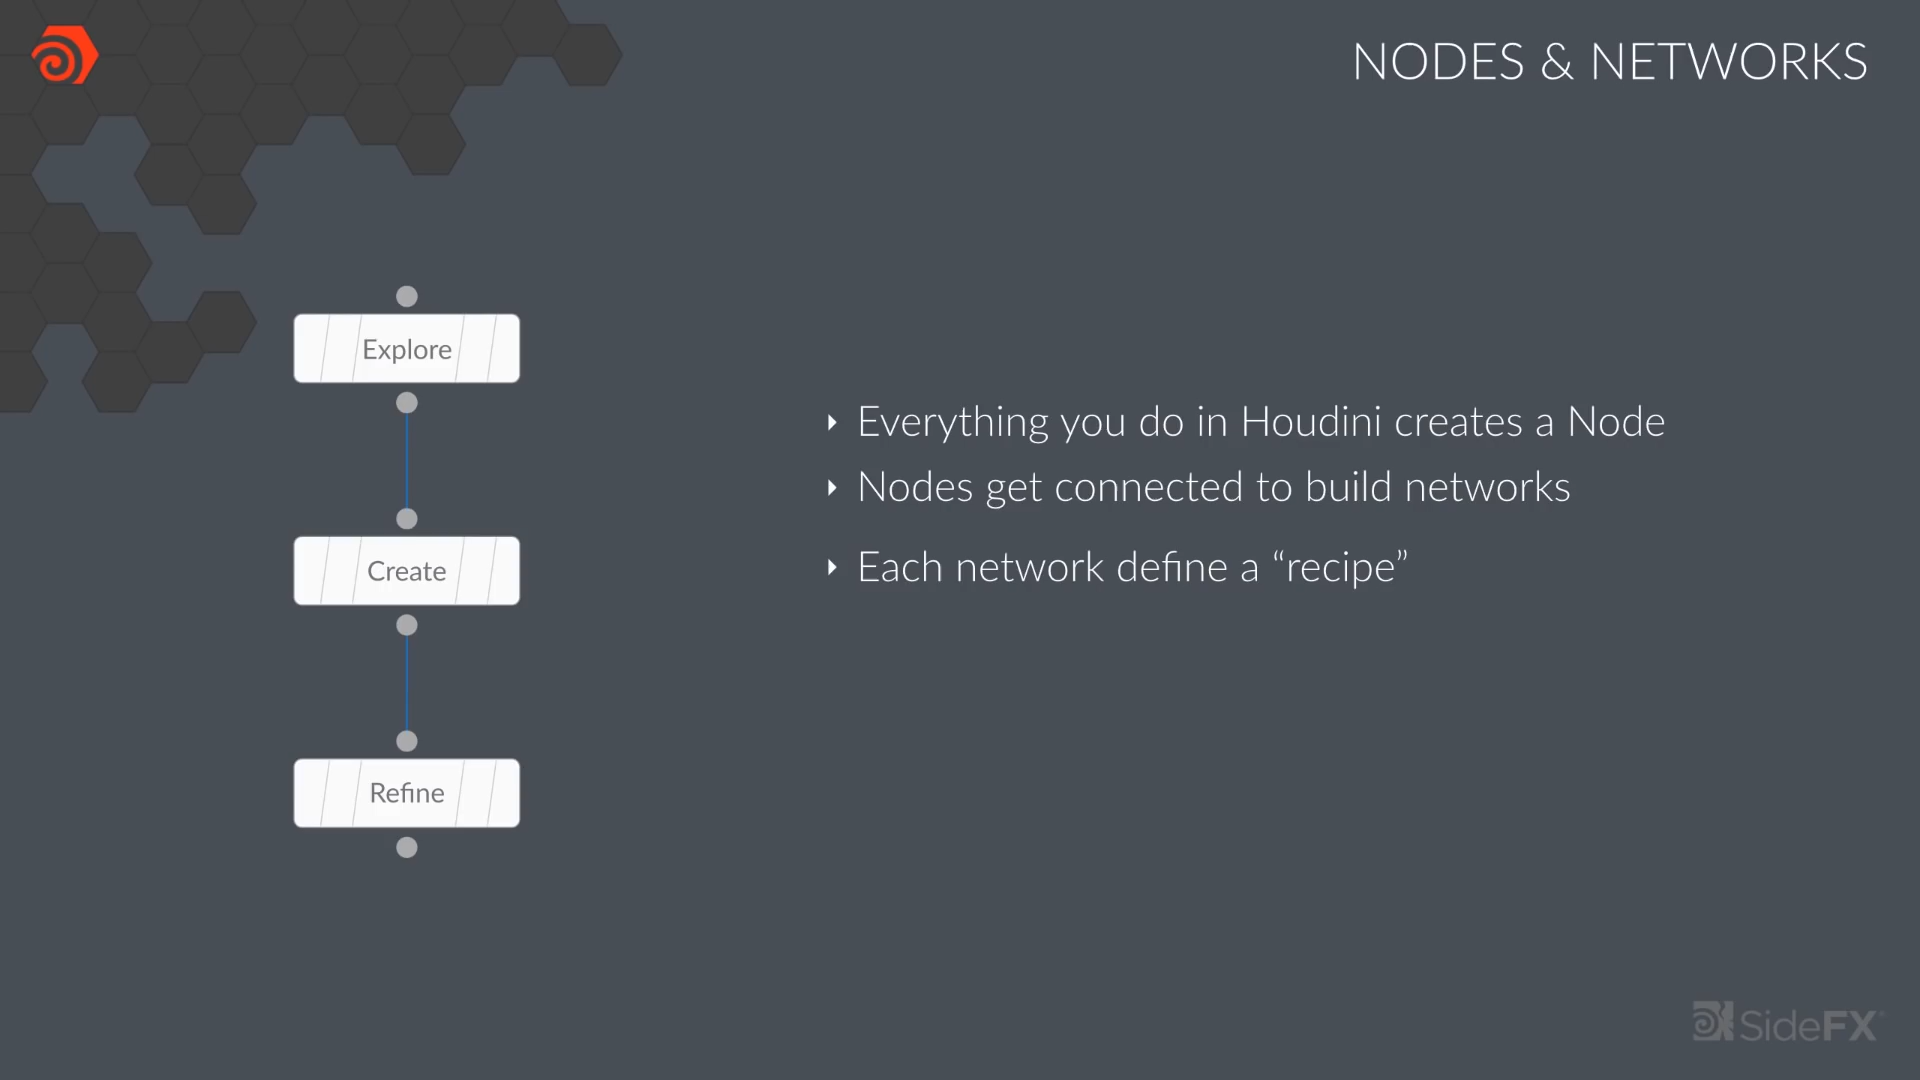 NODES & NETWORKS
Explore
Create
Refine
Everything you do in Houdini creates a Node
Nodes get connected to build networks
Each network define a “recipe”
SideFX